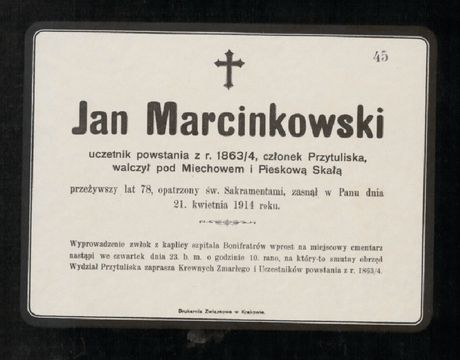 45
Jan Marcinkowski
uczetnik powstania z r. 1863/4, członek Przytuliska,
walczył pod Miechowem i Pieskową Skałą
przeżywszy lat 78, opatrzony św. Sakramentami, zasnął w Panu dnia
21. kwietnia 1914 roku.
Wyprowadzenie zwłok z kaplicy szpitala Bonifratrów wprost na miejscowy cmentarz
nastąpi we czwartek dnia 23. b. m. o godzinie 10. rano, na który-to smutny obrzęd
Wydział Przytuliska zaprasza Krewnych Zmarłego i Uczestników powstania z r. 1863/4.
Drukarnia Związkowa w Krakowie.